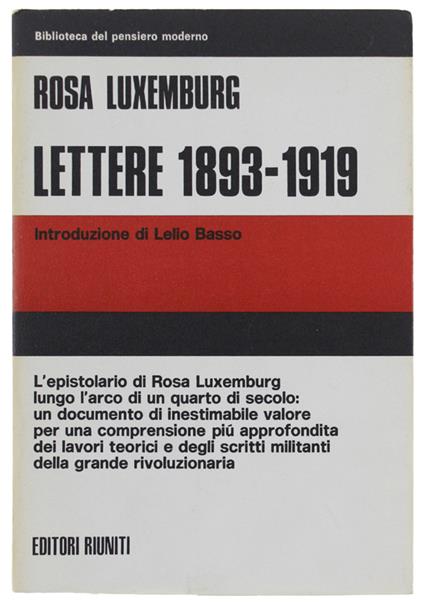 Biblioteca del pensiero moderno
ROSA LUXEMBURG
LETTERE 1893-1919
Introduzione di Lelio Basso
L'epistolario di Rosa Luxemburg
lungo l'arco di un quarto di secolo:
un documento di inestimabile valore
per una comprensione piú approfondita
dei lavori teorici e degli scritti militanti
della grande rivoluzionaria
EDITORI RIUNITI